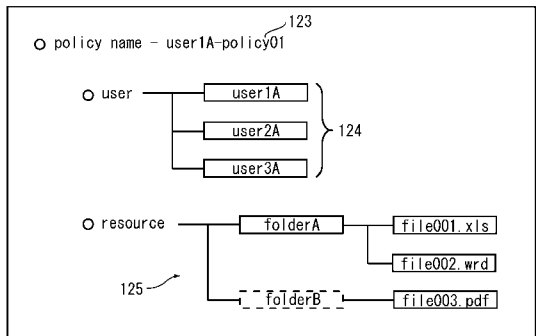 123
policy name - user1A-policy01
user
user1A
user2A
124
user3A
resource
folderA
file001.xls
file002.wrd
125
folderB
file003.pdf